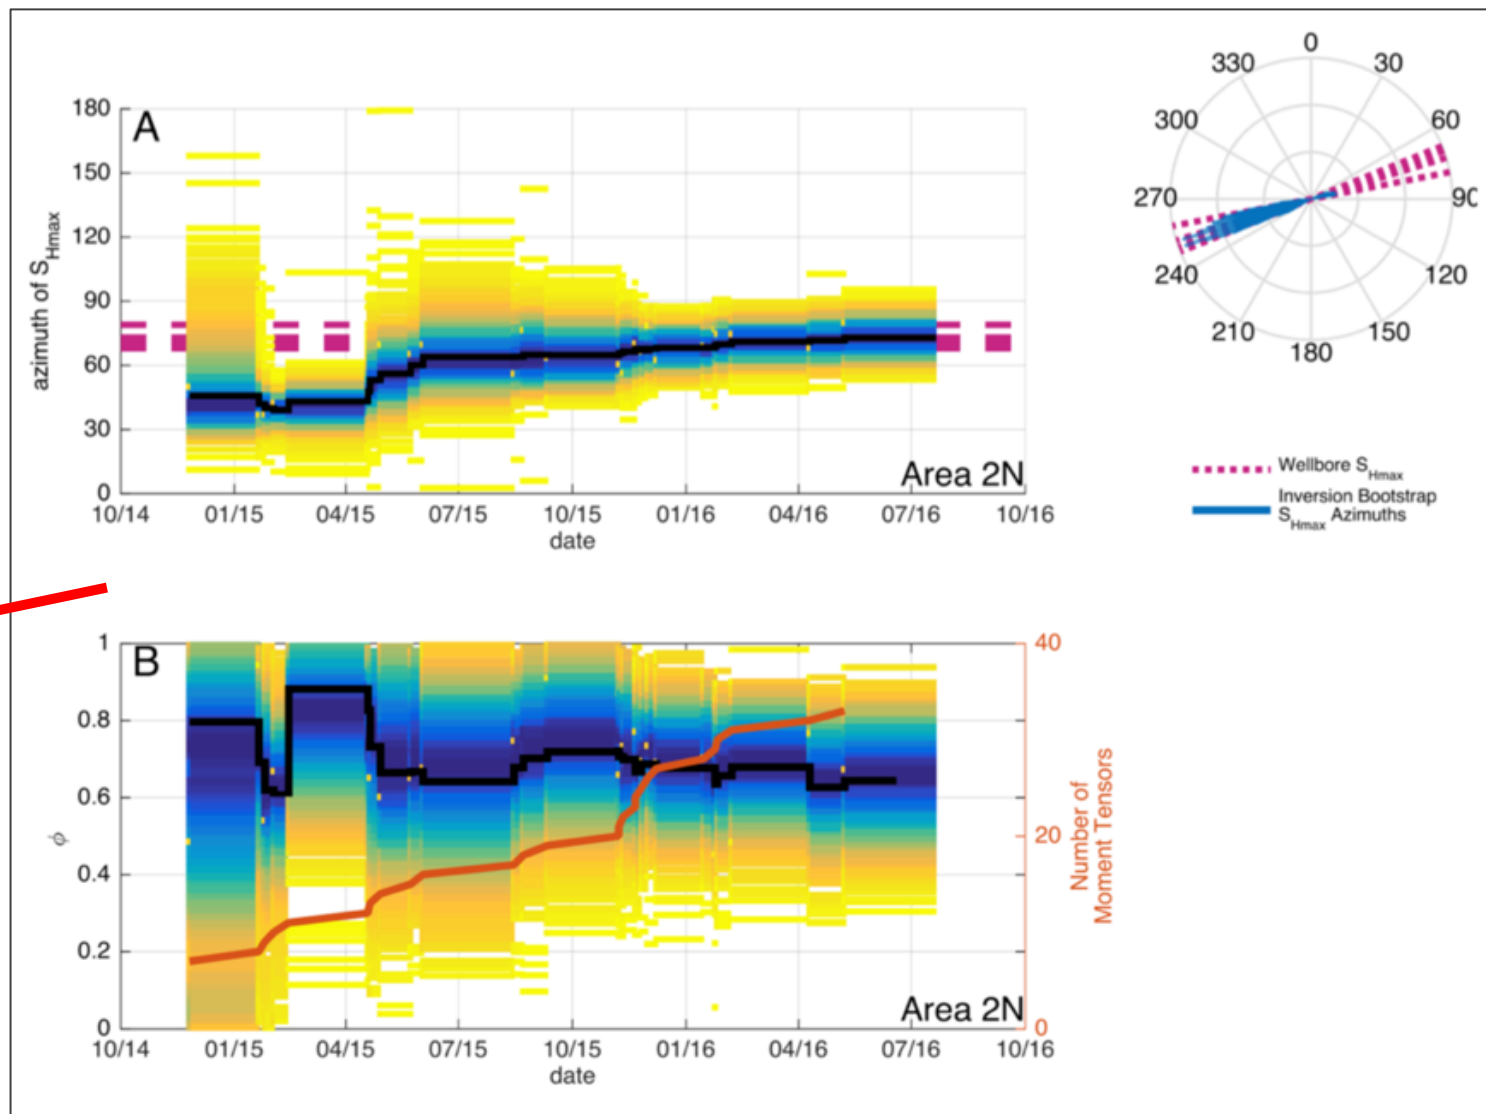 180
150
120
90
60
30
0
azimuth of S_Hmax
A
Area 2N
10/14 01/15 04/15 07/15 10/15 01/16 04/16 07/16 10/16
date
0
30
60
90
120
150
180
210
240
270
300
330
Wellbore S_Hmax
Inversion Bootstrap
S_Hmax Azimuths
1
0.8
0.6
0.4
0.2
0
ϕ
B
Area 2N
40
20
0
Number of
Moment Tensors
10/14 01/15 04/15 07/15 10/15 01/16 04/16 07/16 10/16
date